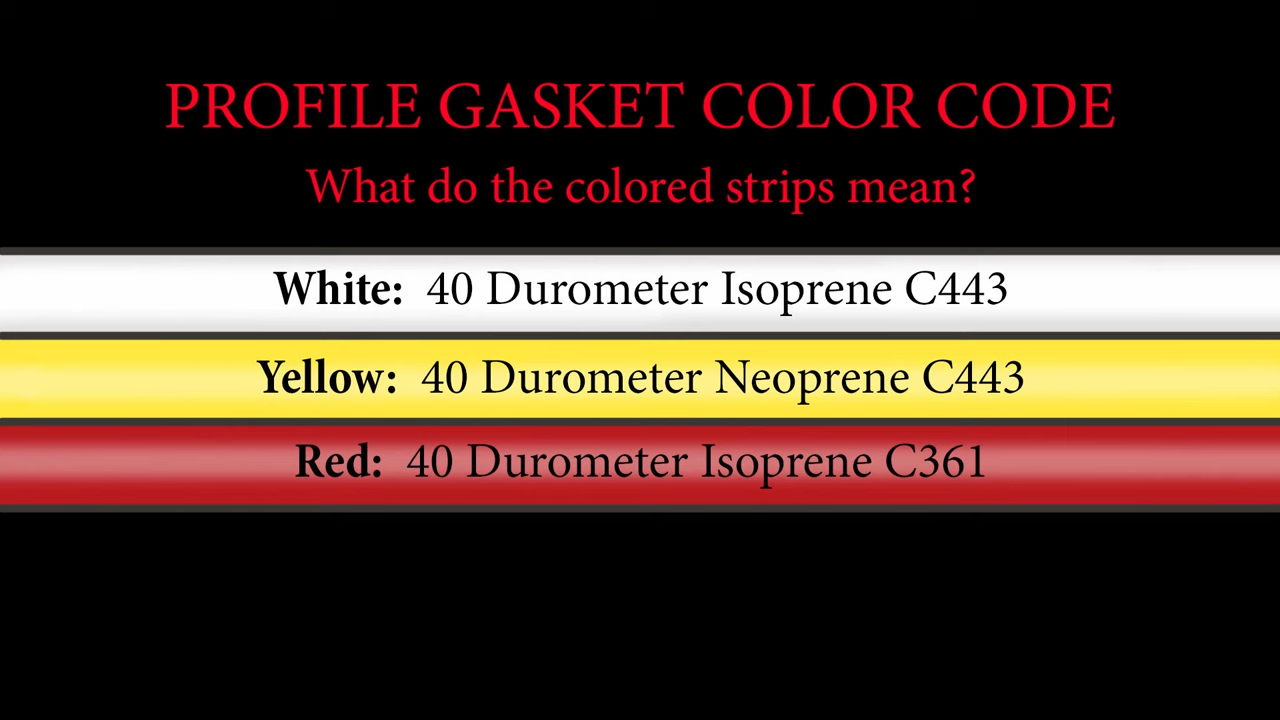 PROFILE GASKET COLOR CODE
What do the colored strips mean?
White: 40 Durometer Isoprene C443
Yellow: 40 Durometer Neoprene C443
Red: 40 Durometer Isoprene C361